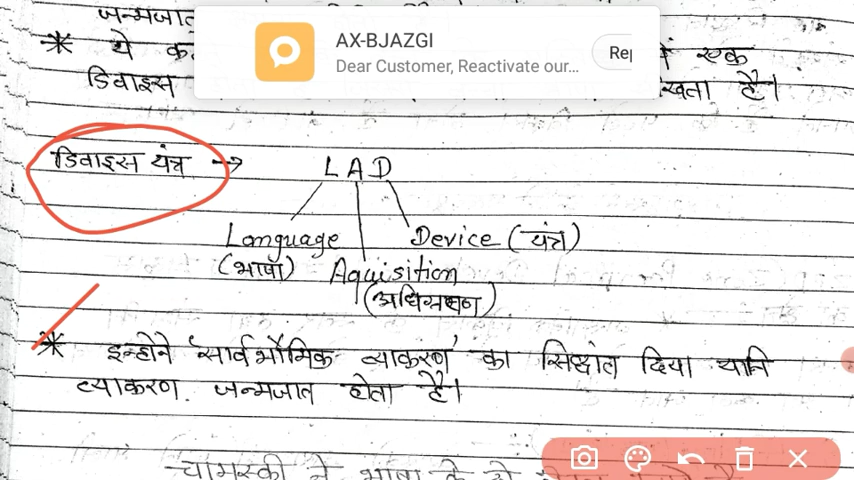 जन्मजात
AX-BJAZGI
Dear Customer, Reactivate our...
* ये
में एक
डिवाइस
है।
डिवाइस यंत्र → LAD
Language Device (यंत्र)
(भाषा) Aquisition
(अधिग्रहण)
* इन्होने 'सार्वभौमिक व्याकरण' का सिद्धांत दिया यानि
व्याकरण जन्मजात होता है।
चामस्की ने भाषा के